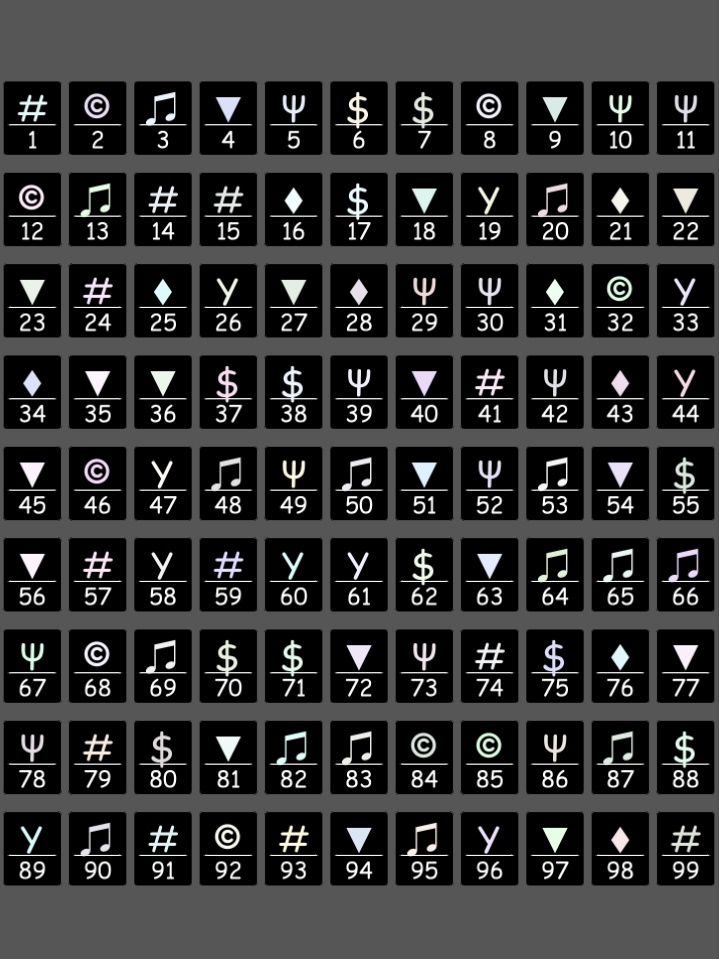 # © ♫ ▼ Ψ $ $ © ▼ Ψ Ψ
1 2 3 4 5 6 7 8 9 10 11
© ♫ # # ♦ $ ▼ Y ♫ ♦ ▼
12 13 14 15 16 17 18 19 20 21 22
▼ # ♦ Y ▼ ♦ Ψ Ψ ♦ © Y
23 24 25 26 27 28 29 30 31 32 33
♦ ▼ ▼ $ $ Ψ ▼ # Ψ ♦ Y
34 35 36 37 38 39 40 41 42 43 44
▼ © Y ♫ Ψ ♫ ▼ Ψ ♫ ▼ $
45 46 47 48 49 50 51 52 53 54 55
▼ # Y # Y Y $ ▼ ♫ ♫ ♫
56 57 58 59 60 61 62 63 64 65 66
Ψ © ♫ $ $ ▼ Ψ # $ ♦ ▼
67 68 69 70 71 72 73 74 75 76 77
Ψ # $ ▼ ♫ ♫ © © Ψ ♫ $
78 79 80 81 82 83 84 85 86 87 88
Y ♫ # © # ▼ ♫ Y ▼ ♦ #
89 90 91 92 93 94 95 96 97 98 99